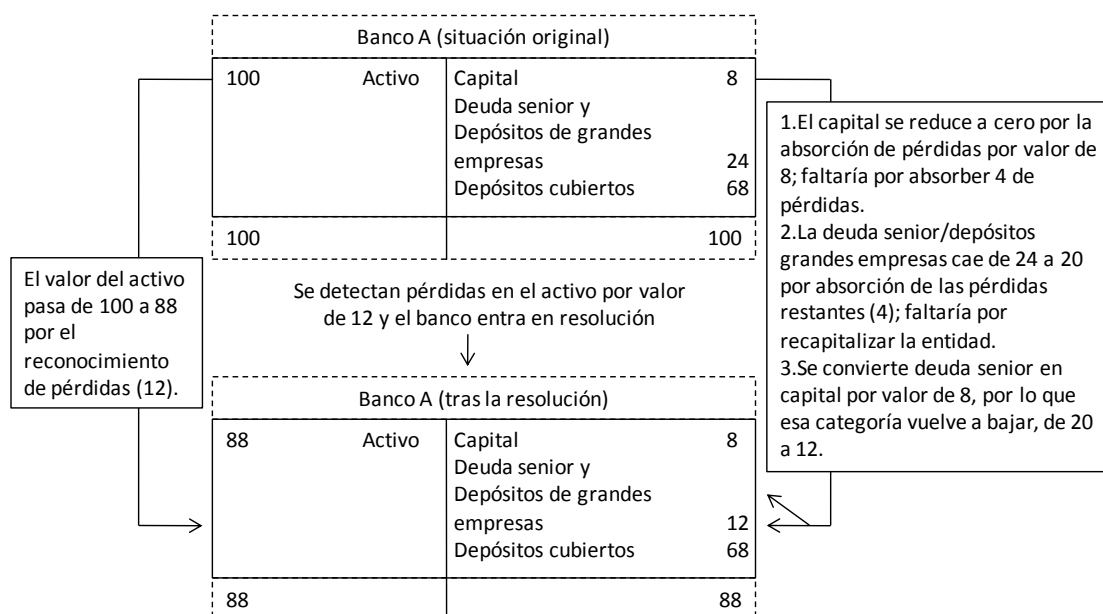 Banco A (situación original)
100 Activo Capital 8
Deuda senior y
Depósitos de grandes
empresas 24
Depósitos cubiertos 68
100 100
El valor del activo
pasa de 100 a 88
por el
reconocimiento
de pérdidas (12).
Se detectan pérdidas en el activo por valor
de 12 y el banco entra en resolución
1.El capital se reduce a cero por la
absorción de pérdidas por valor de
8; faltaría por absorber 4 de
pérdidas.
2.La deuda senior/depósitos
grandes empresas cae de 24 a 20
por absorción de las pérdidas
restantes (4); faltaría por
recapitalizar la entidad.
3.Se convierte deuda senior en
capital por valor de 8, por lo que
esa categoría vuelve a bajar, de 20
a 12.
Banco A (tras la resolución)
88 Activo Capital 8
Deuda senior y
Depósitos de grandes
empresas 12
Depósitos cubiertos 68
88 88